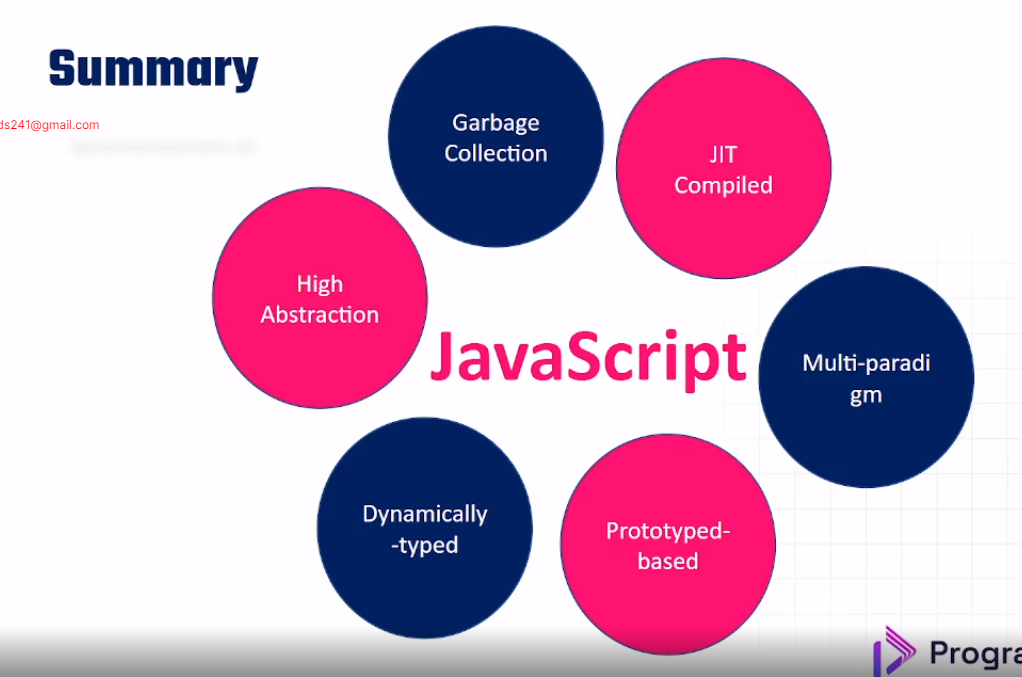 Summary
ds241@gmail.com
Garbage
Collection
JIT
Compiled
High
Abstraction
JavaScript
Multi-paradi
gm
Dynamically
-typed
Prototyped-
based
Progra